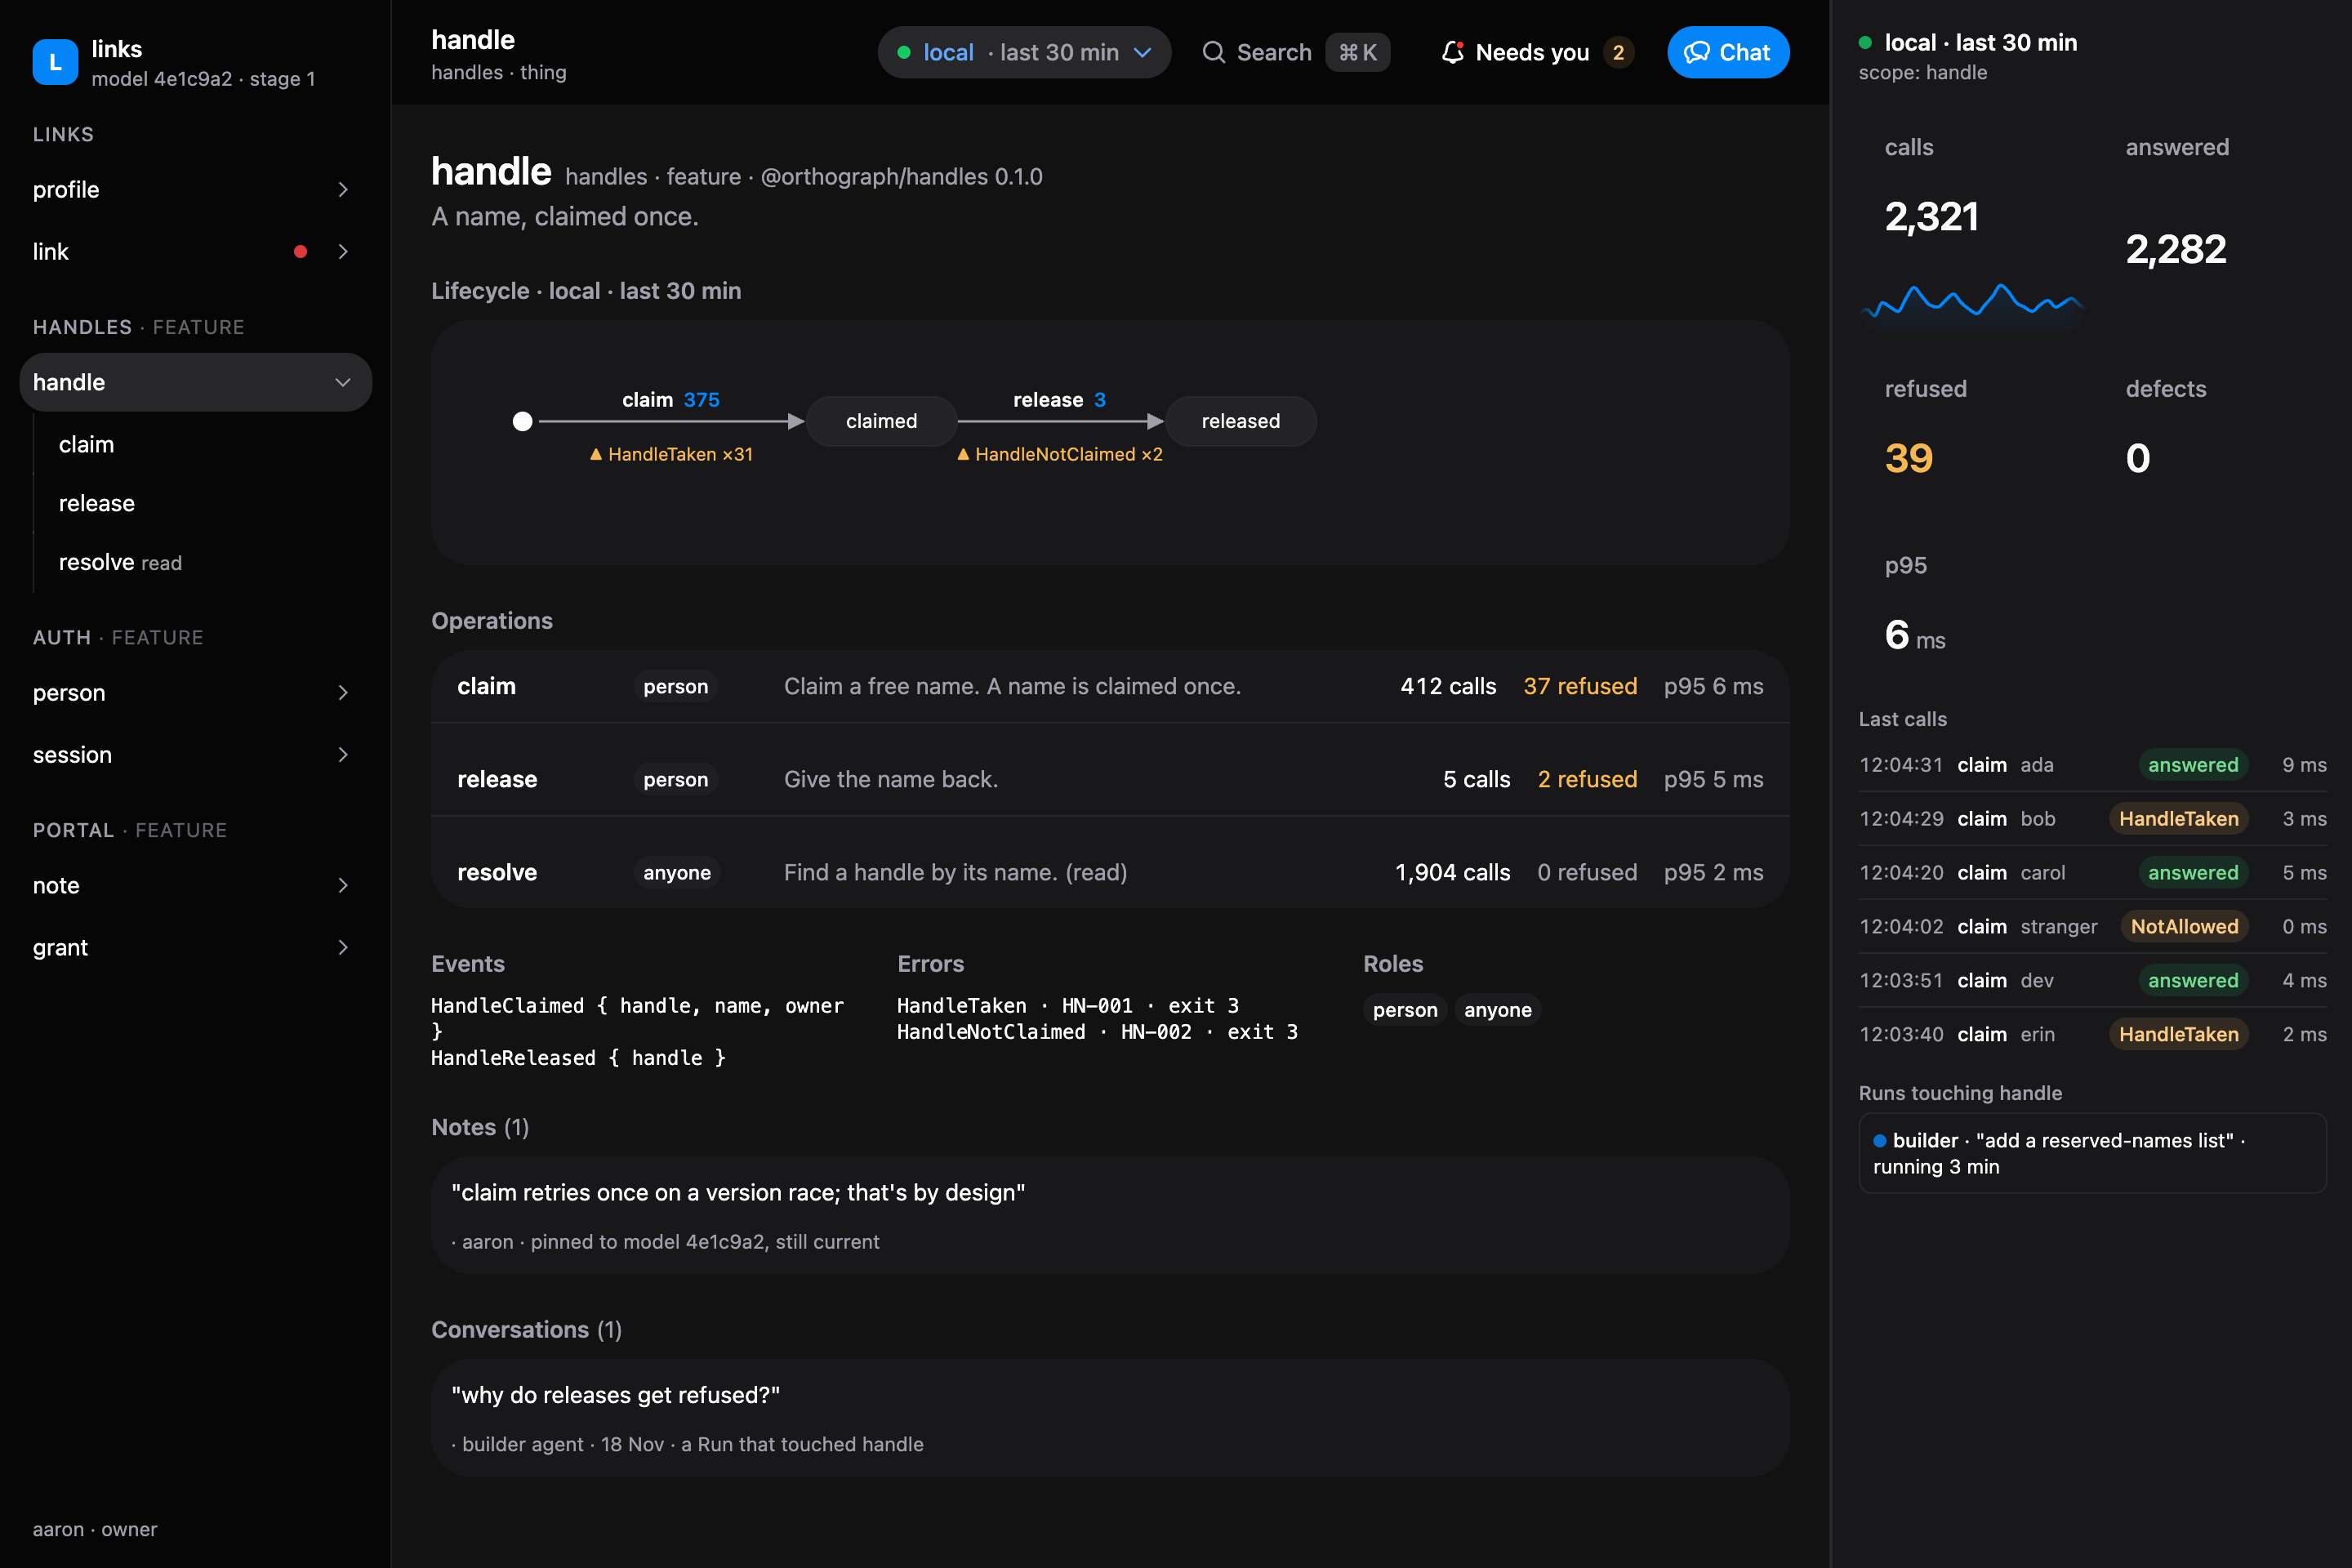 L
links
model 4e1c9a2 · stage 1
LINKS
profile
link
HANDLES · FEATURE
handle
claim
release
resolve read
AUTH · FEATURE
person
session
PORTAL · FEATURE
note
grant
aaron · owner
handle
handles · thing
local · last 30 min
Search ⌘K
Needs you 2
Chat
handle handles · feature · @orthograph/handles 0.1.0
A name, claimed once.
Lifecycle · local · last 30 min
claim 375
HandleTaken ×31
claimed
release 3
HandleNotClaimed ×2
released
Operations
claim person Claim a free name. A name is claimed once. 412 calls 37 refused p95 6 ms
release person Give the name back. 5 calls 2 refused p95 5 ms
resolve anyone Find a handle by its name. (read) 1,904 calls 0 refused p95 2 ms
Events
HandleClaimed { handle, name, owner
}
HandleReleased { handle }
Errors
HandleTaken · HN-001 · exit 3
HandleNotClaimed · HN-002 · exit 3
Roles
person anyone
Notes (1)
"claim retries once on a version race; that's by design"
· aaron · pinned to model 4e1c9a2, still current
Conversations (1)
"why do releases get refused?"
· builder agent · 18 Nov · a Run that touched handle
local · last 30 min
scope: handle
calls
2,321
answered
2,282
refused
39
defects
0
p95
6 ms
Last calls
12:04:31 claim ada answered 9 ms
12:04:29 claim bob HandleTaken 3 ms
12:04:20 claim carol answered 5 ms
12:04:02 claim stranger NotAllowed 0 ms
12:03:51 claim dev answered 4 ms
12:03:40 claim erin HandleTaken 2 ms
Runs touching handle
builder · "add a reserved-names list" ·
running 3 min